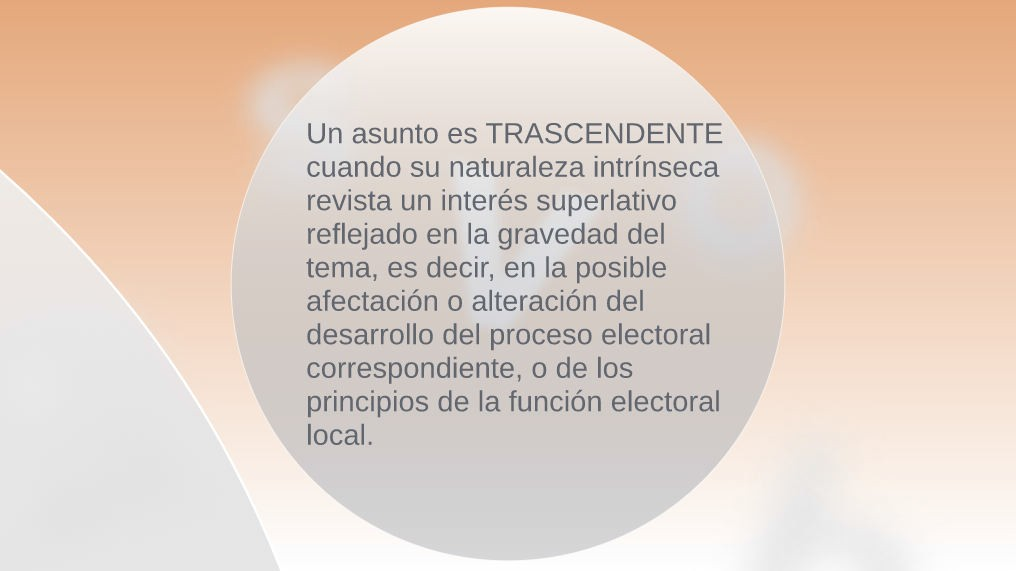 Un asunto es TRASCENDENTE
cuando su naturaleza intrínseca
revista un interés superlativo
reflejado en la gravedad del
tema, es decir, en la posible
afectación o alteración del
desarrollo del proceso electoral
correspondiente, o de los
principios de la función electoral
local.